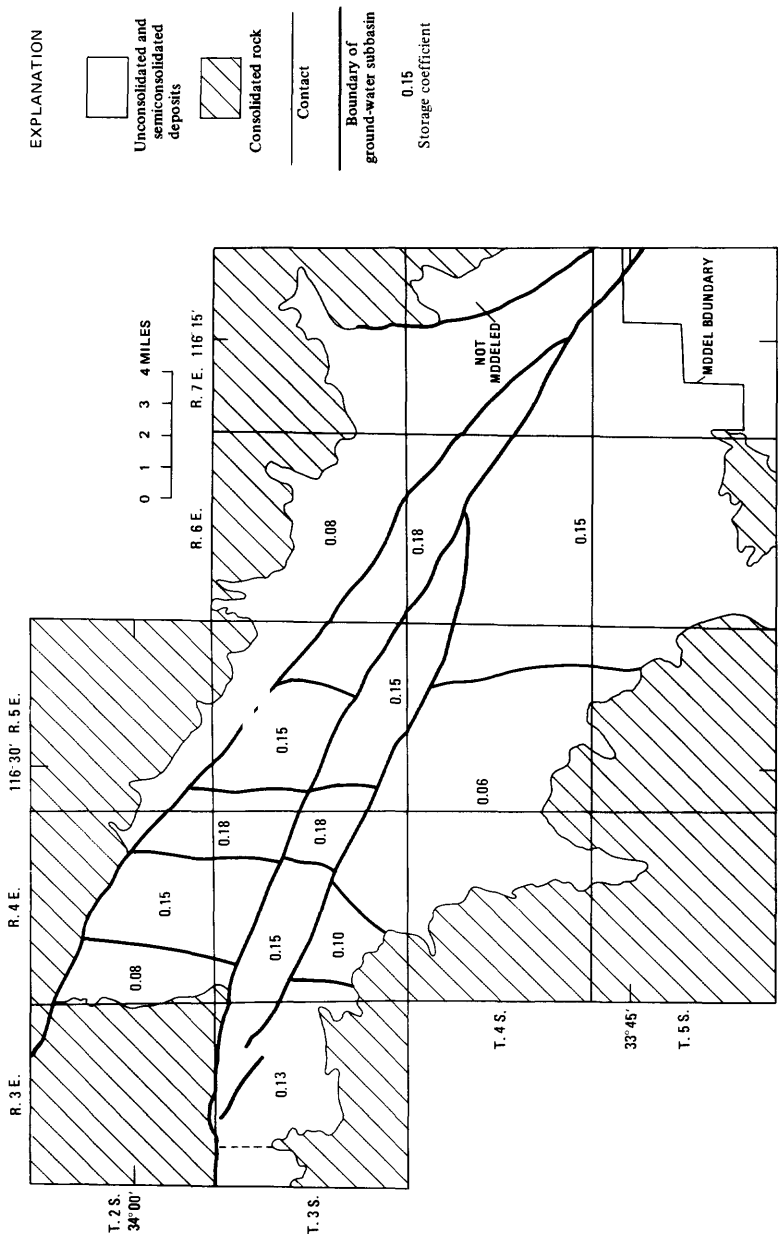 EXPLANATION
Unconsolidated and
semiconsolidated
deposits
Consolidated rock
Contact
Boundary of
ground-water subbasin
0.15
Storage coefficient
0 1 2 3 4 MILES
R. 3 E.
R. 4 E.
116°30' R. 5 E.
R. 6 E.
R. 7 E. 116°15'
T. 2 S.
34°00'
T. 3 S.
T. 4 S.
33°45'
T. 5 S.
0.08
0.15
0.18
0.15
0.08
0.13
0.15
0.10
0.18
0.15
0.18
0.06
0.15
NOT
MODELED
MODEL BOUNDARY